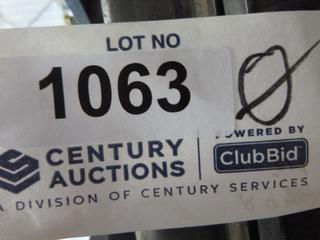 LOT NO
1063 Ø
CENTURY AUCTIONS
POWERED BY
ClubBid
A DIVISION OF CENTURY SERVICES